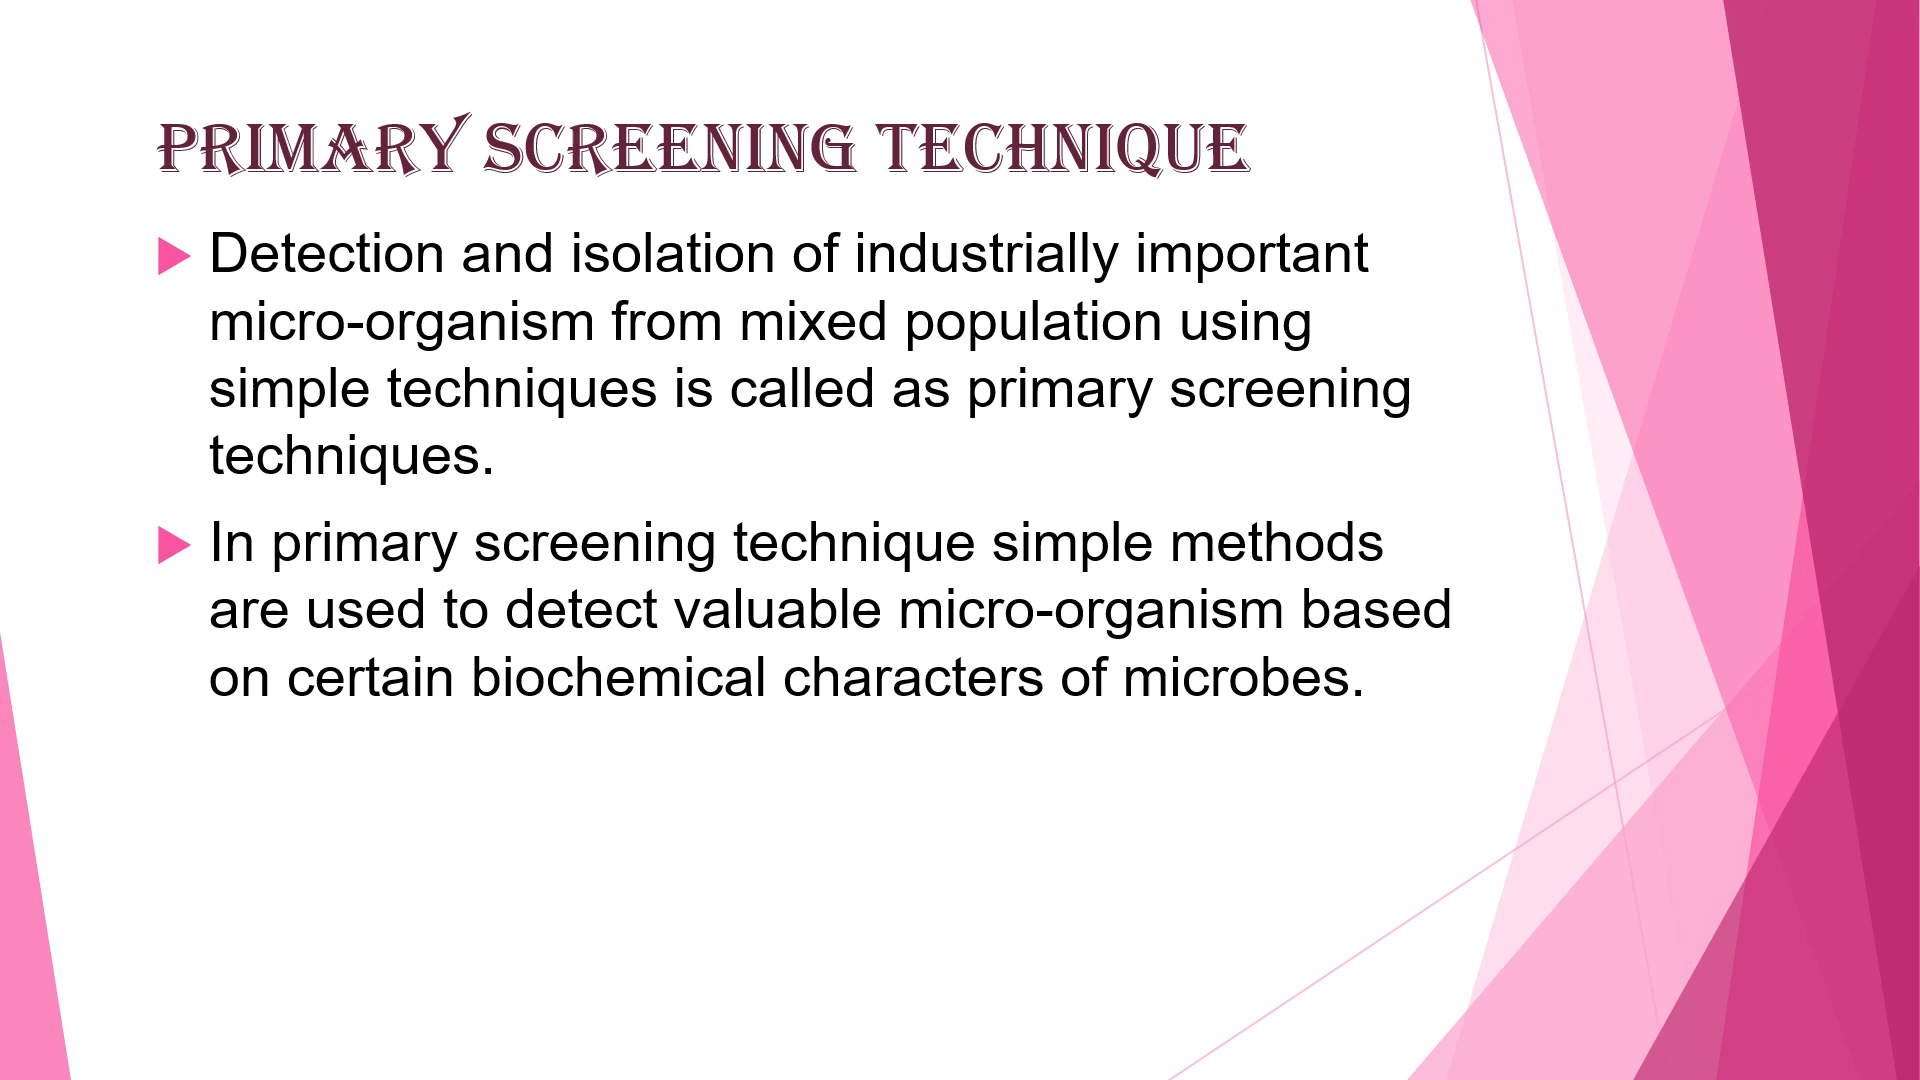 PRIMARY SCREENING TECHNIQUE
Detection and isolation of industrially important
micro-organism from mixed population using
simple techniques is called as primary screening
techniques.
In primary screening technique simple methods
are used to detect valuable micro-organism based
on certain biochemical characters of microbes.